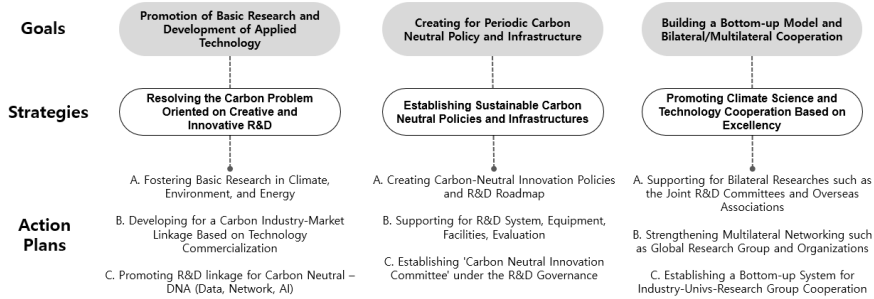 Goals
Promotion of Basic Research and
Development of Applied
Technology
Creating for Periodic Carbon
Neutral Policy and Infrastructure
Building a Bottom-up Model and
Bilateral/Multilateral Cooperation
Strategies
Resolving the Carbon Problem
Oriented on Creative and
Innovative R&D
Establishing Sustainable Carbon
Neutral Policies and Infrastructures
Promoting Climate Science and
Technology Cooperation Based on
Excellency
Action
Plans
A. Fostering Basic Research in Climate,
Environment, and Energy
B. Developing for a Carbon Industry-Market
Linkage Based on Technology
Commercialization
C. Promoting R&D linkage for Carbon Neutral –
DNA (Data, Network, AI)
A. Creating Carbon-Neutral Innovation Policies
and R&D Roadmap
B. Supporting for R&D System, Equipment,
Facilities, Evaluation
C. Establishing 'Carbon Neutral Innovation
Committee' under the R&D Governance
A. Supporting for Bilateral Researches such as
the Joint R&D Committees and Overseas
Associations
B. Strengthening Multilateral Networking such
as Global Research Group and Organizations
C. Establishing a Bottom-up System for
Industry-Univs-Research Group Cooperation